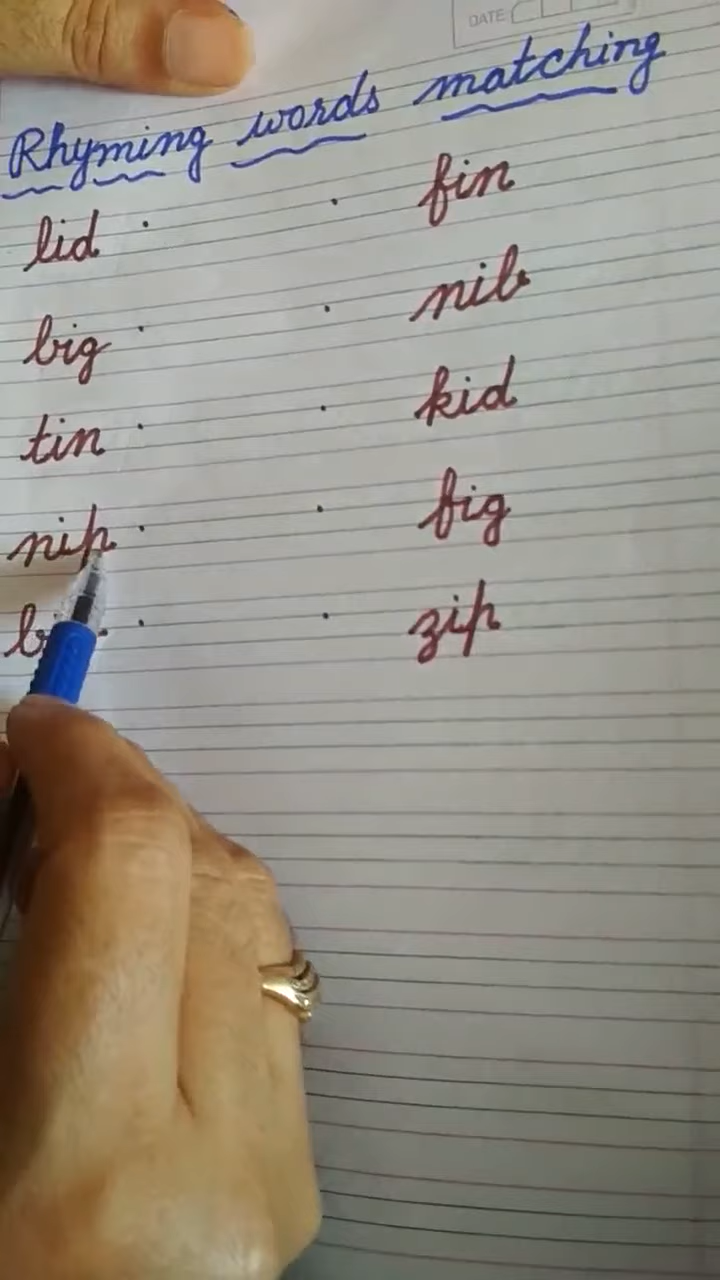 DATE
Rhyming words matching
lid fin
big nib
tin kid
nip fig
zip